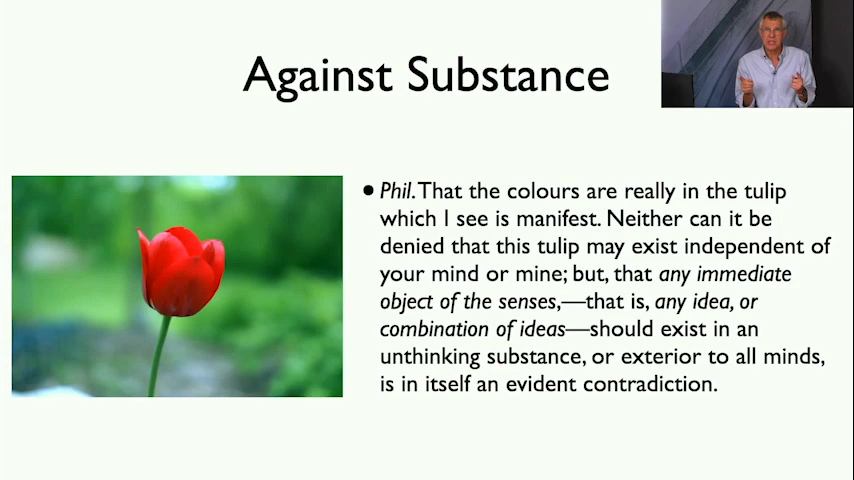 Against Substance
• Phil. That the colours are really in the tulip
which I see is manifest. Neither can it be
denied that this tulip may exist independent of
your mind or mine; but, that any immediate
object of the senses,—that is, any idea, or
combination of ideas—should exist in an
unthinking substance, or exterior to all minds,
is in itself an evident contradiction.